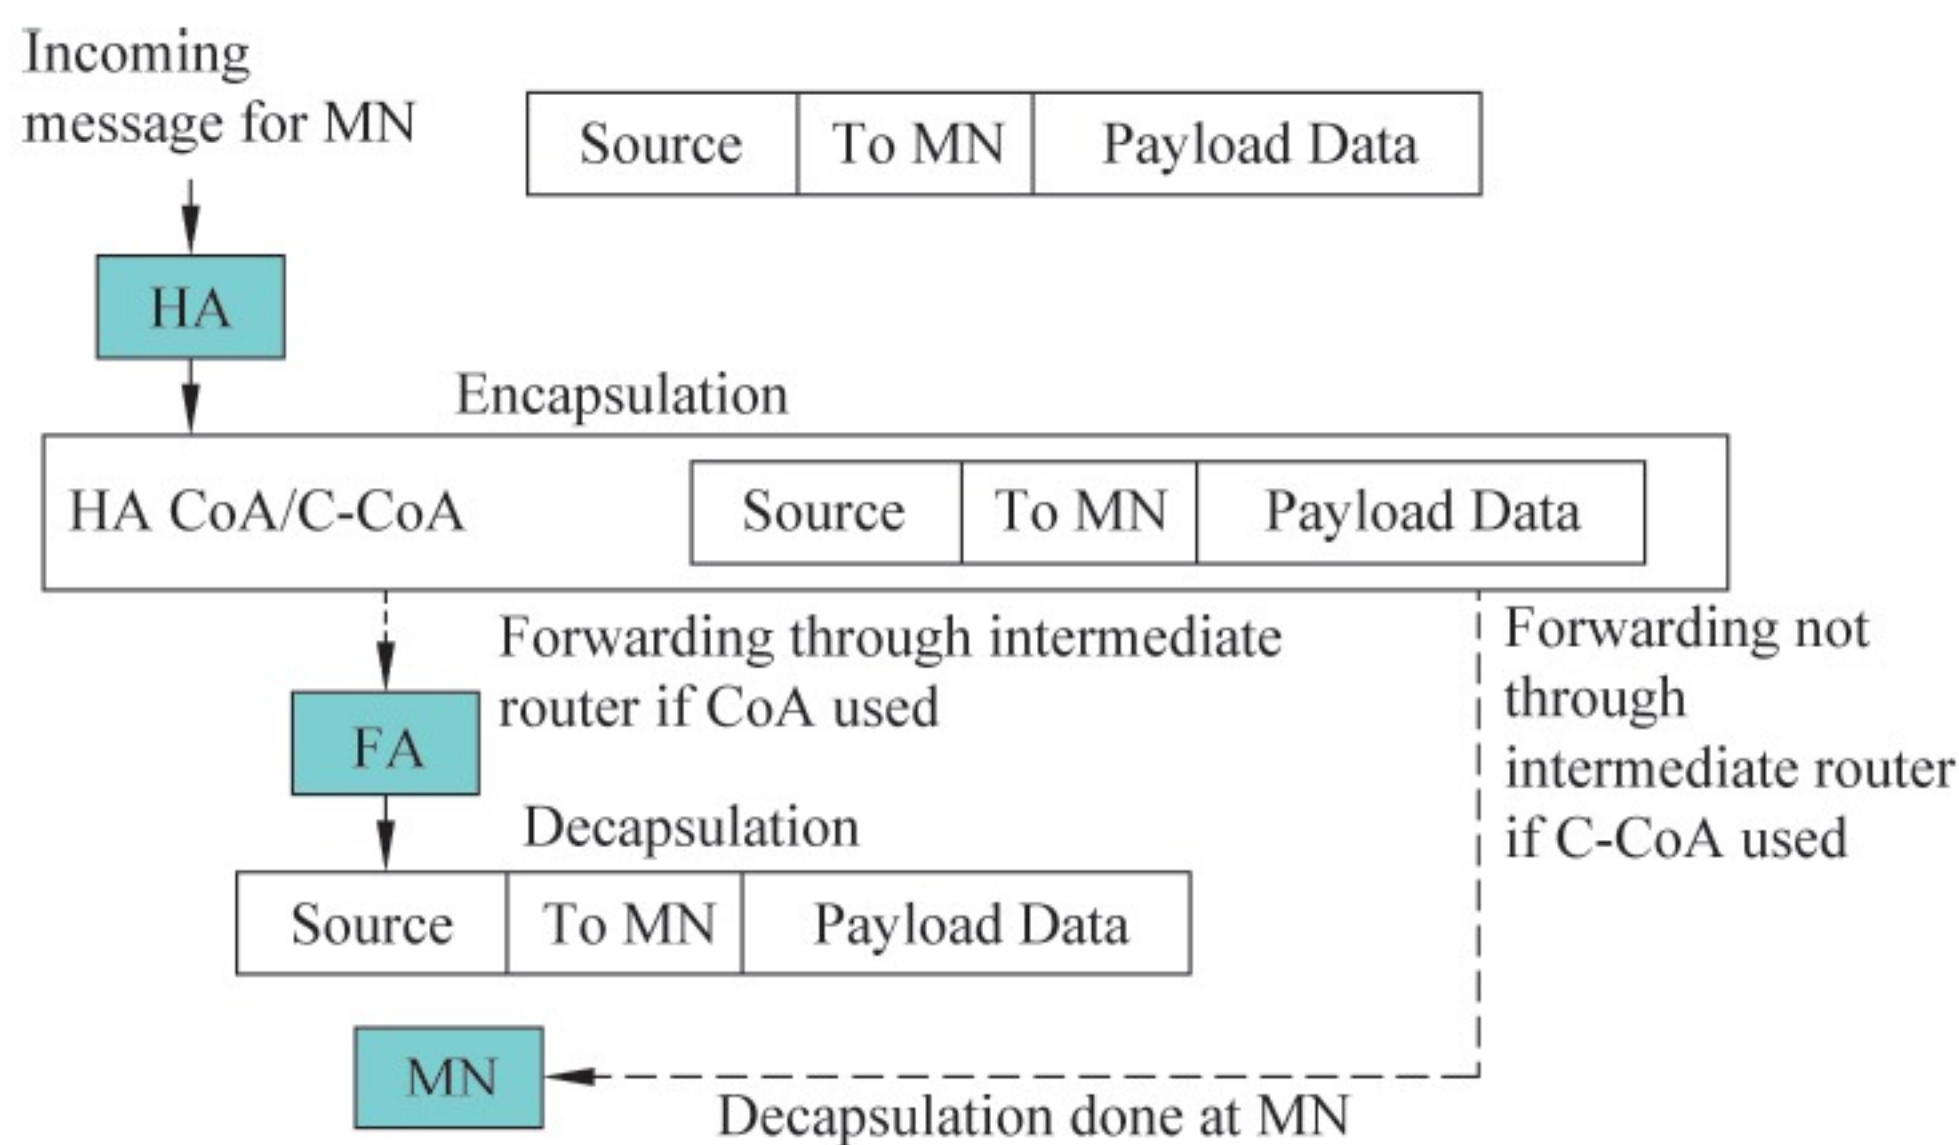 Incoming
message for MN
Source To MN Payload Data
HA
Encapsulation
HA CoA/C-CoA Source To MN Payload Data
Forwarding through intermediate
router if CoA used
Forwarding not
through
intermediate router
if C-CoA used
FA
Decapsulation
Source To MN Payload Data
MN
Decapsulation done at MN